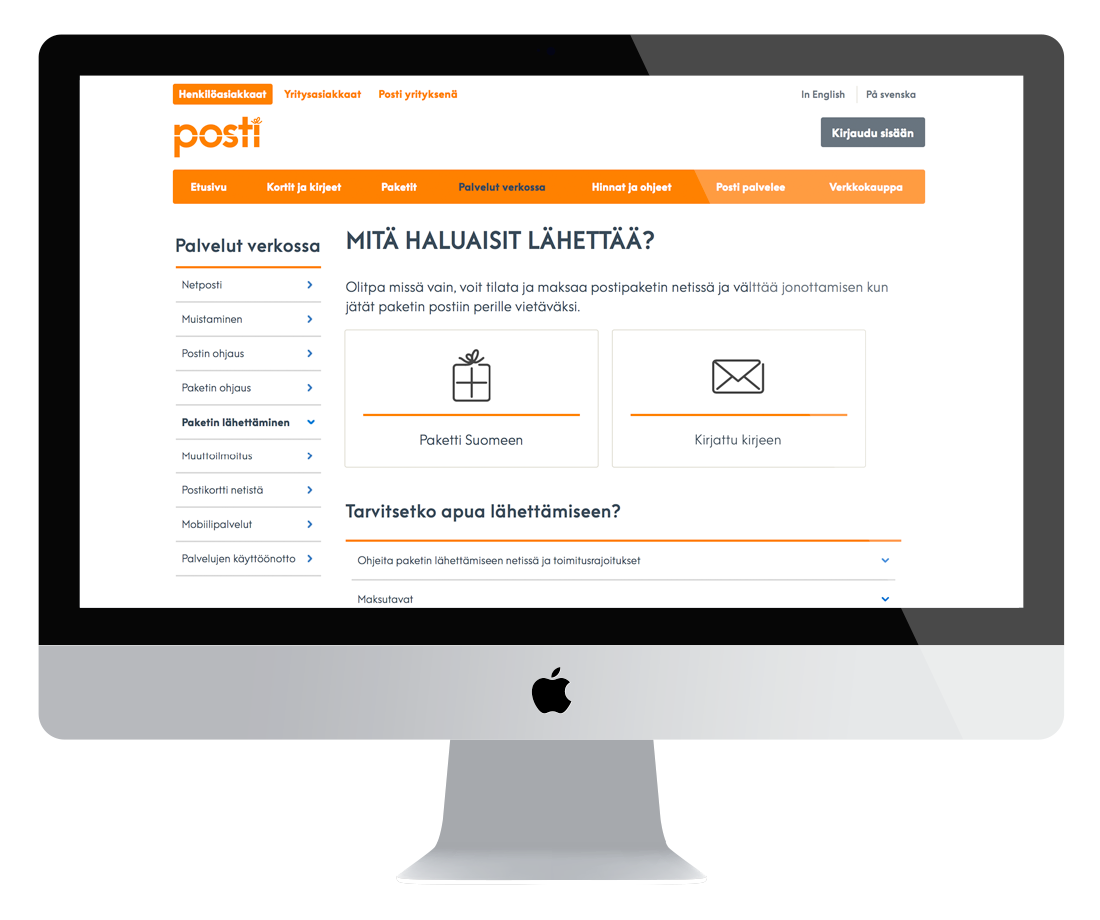 Henkilöasiakkaat Yritysasiakkaat Posti yrityksenä In English På svenska
posti
Kirjaudu sisään
Etusivu Kortit ja kirjeet Paketit Palvelut verkossa Hinnat ja ohjeet Posti palvelee Verkkokauppa
Palvelut verkossa
Netposti
Muistaminen
Postin ohjaus
Paketin ohjaus
Paketin lähettäminen
Muuttoilmoitus
Postikortti netistä
Mobiilipalvelut
Palvelujen käyttöönotto
MITÄ HALUAISIT LÄHETTÄÄ?
Olitpa missä vain, voit tilata ja maksaa postipaketin netissä ja välttää jonottamisen kun
jätät paketin postiin perille vietäväksi.
Paketti Suomeen
Kirjattu kirjeen
Tarvitsetko apua lähettämiseen?
Ohjeita paketin lähettämiseen netissä ja toimitusrajoitukset
Maksutavat